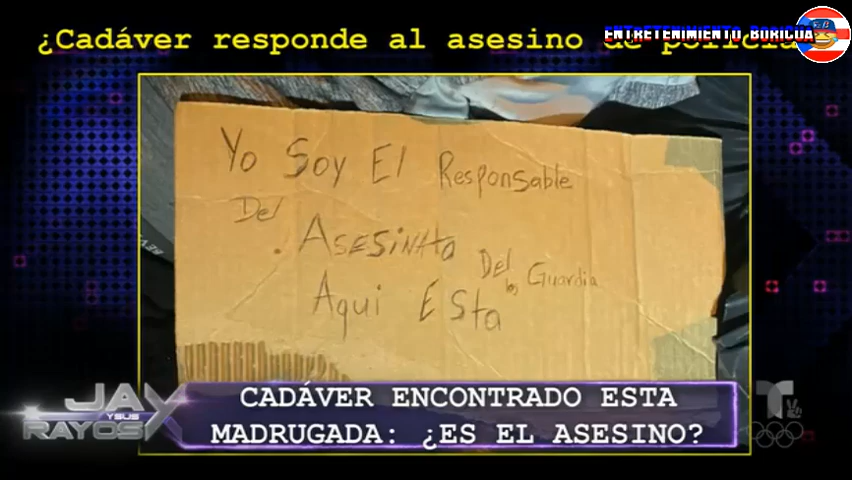 ¿Cadáver responde al asesino de policía
ENTRETENIMIENTO BORICUA
Yo Soy El Responsable
Del Asesinato Del Guardia
Aqui Esta
JAY
Y SUS
RAYOS X
CADÁVER ENCONTRADO ESTA
MADRUGADA: ¿ES EL ASESINO?